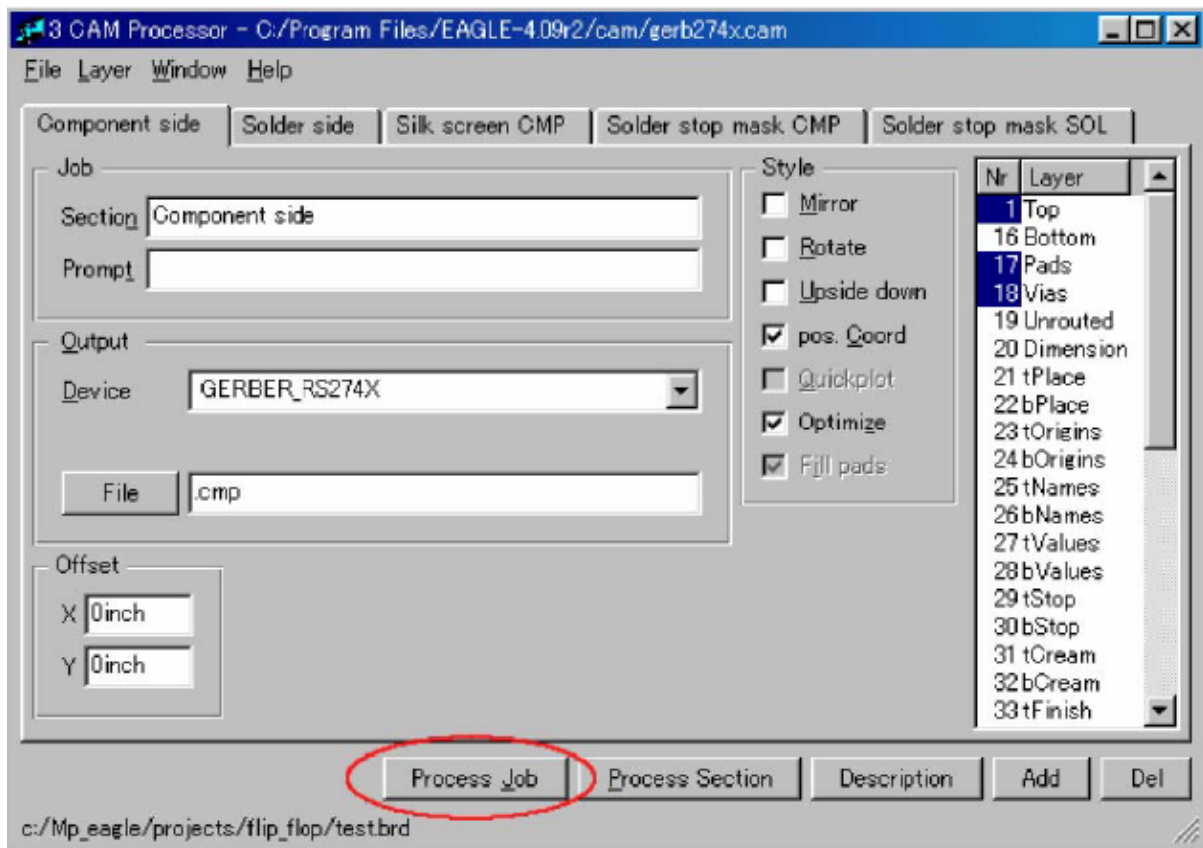 3 CAM Processor - C:/Program Files/EAGLE-4.09r2/cam/gerb274x.cam
File Layer Window Help
Component side Solder side Silk screen CMP Solder stop mask CMP Solder stop mask SOL
Job
Section Component side
Prompt
Output
Device GERBER_RS274X
File .cmp
Offset
X 0inch
Y 0inch
Style
Mirror
Rotate
Upside down
pos. Coord
Quickplot
Optimize
Fill pads
Nr Layer
1 Top
16 Bottom
17 Pads
18 Vias
19 Unrouted
20 Dimension
21 tPlace
22 bPlace
23 tOrigins
24 bOrigins
25 tNames
26 bNames
27 tValues
28 bValues
29 tStop
30 bStop
31 tCream
32 bCream
33 tFinish
Process Job Process Section Description Add Del
c:/Mp_eagle/projects/flip_flop/test.brd